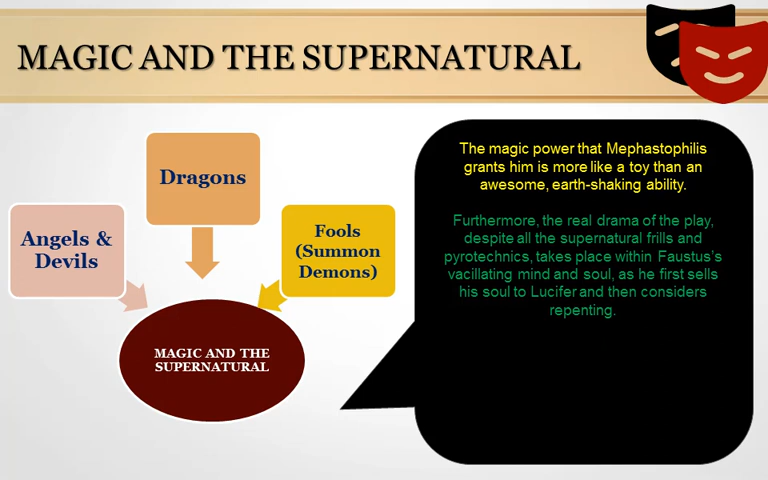 MAGIC AND THE SUPERNATURAL
Dragons
Angels &
Devils
Fools
(Summon
Demons)
MAGIC AND THE
SUPERNATURAL
The magic power that Mephastophilis
grants him is more like a toy than an
awesome, earth-shaking ability.
Furthermore, the real drama of the play,
despite all the supernatural frills and
pyrotechnics, takes place within Faustus's
vacillating mind and soul, as he first sells
his soul to Lucifer and then considers
repenting.